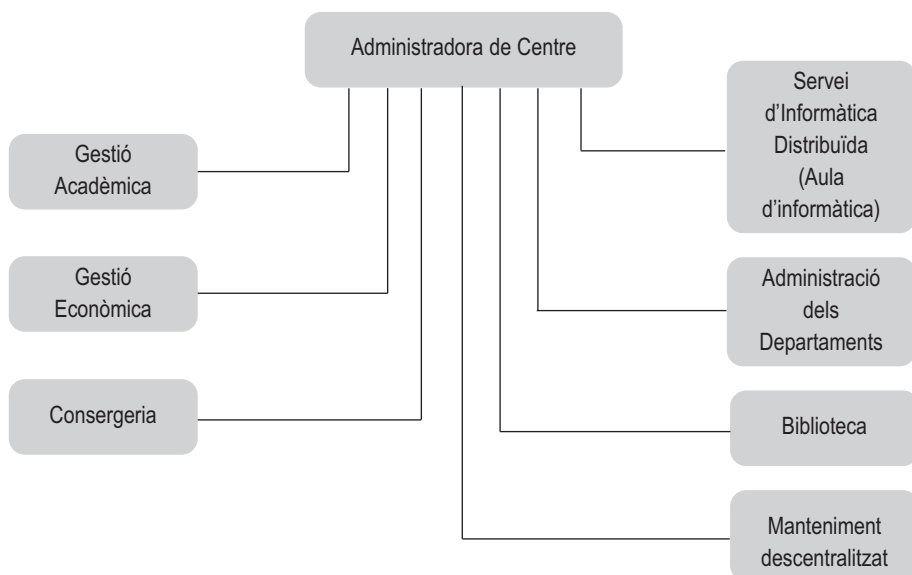 Administradora de Centre
Gestió
Acadèmica
Gestió
Econòmica
Consergeria
Servei
d’Informàtica
Distribuïda
(Aula
d’informàtica)
Administració
dels
Departaments
Biblioteca
Manteniment
descentralitzat